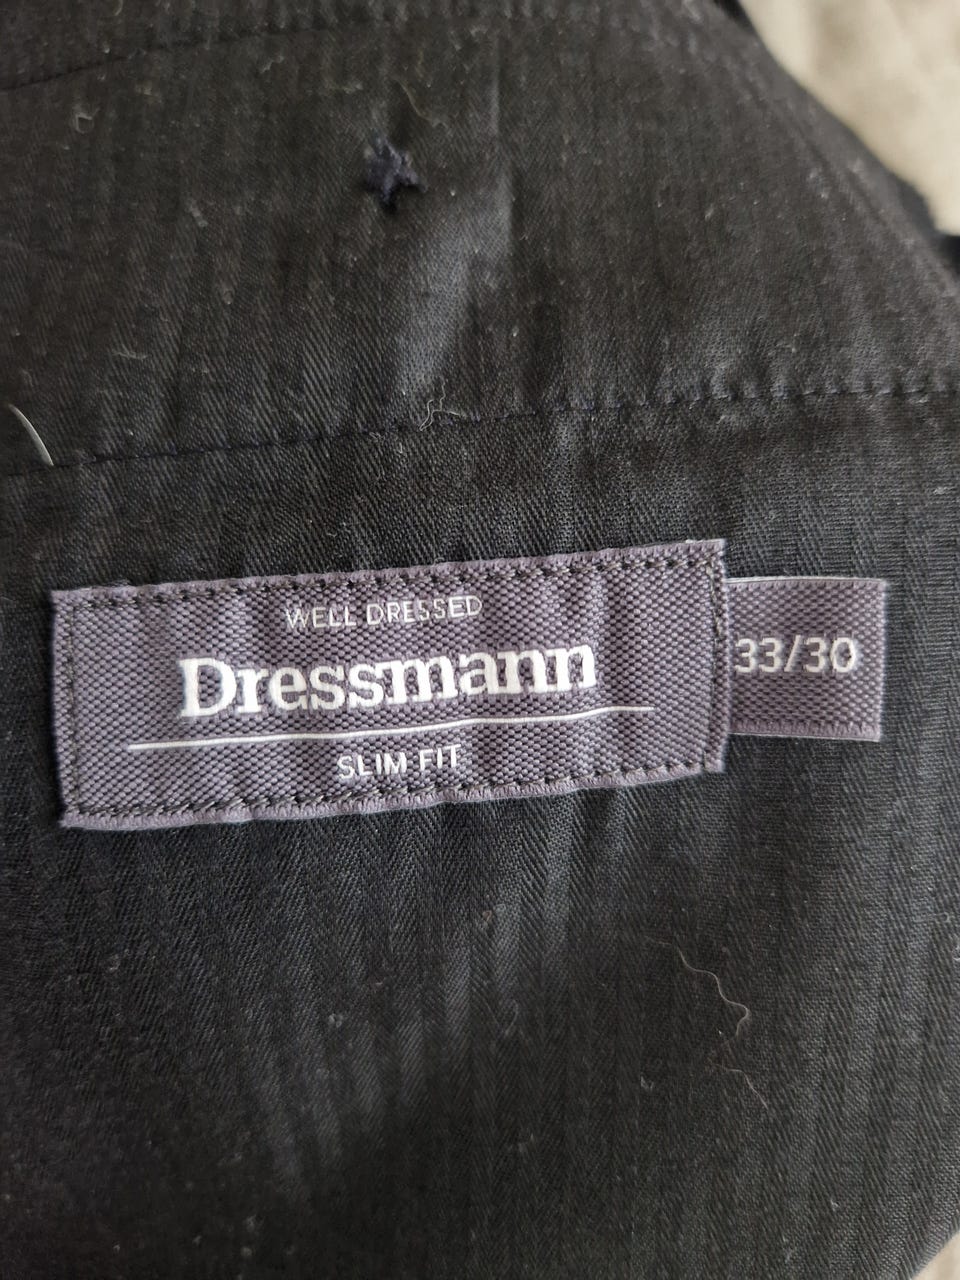 WELL DRESSED
Dressmann
SLIM FIT
33/30